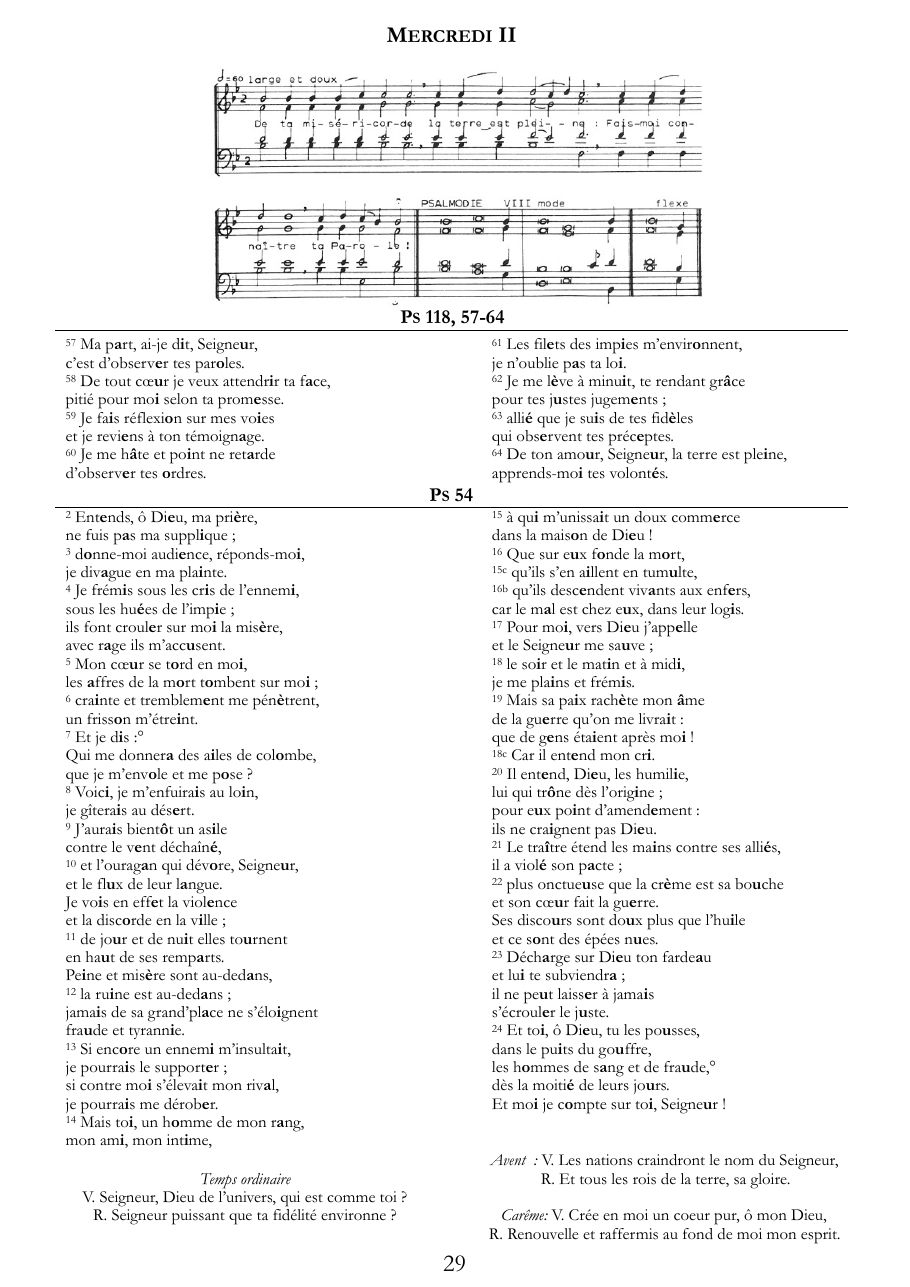 MERCREDI II
=60 large et doux
De ta mi-sé-ri-cor-de la terre est plei- - ne : Fais-moi con-
PSALMODIE VIII mode flexe
naî-tre ta Pa-ro - le !
PS 118, 57-64
57 Ma part, ai-je dit, Seigneur,
c’est d’observer tes paroles.
58 De tout cœur je veux attendrir ta face,
pitié pour moi selon ta promesse.
59 Je fais réflexion sur mes voies
et je reviens à ton témoignage.
60 Je me hâte et point ne retarde
d’observer tes ordres.
61 Les filets des impies m’environnent,
je n’oublie pas ta loi.
62 Je me lève à minuit, te rendant grâce
pour tes justes jugements ;
63 allié que je suis de tes fidèles
qui observent tes préceptes.
64 De ton amour, Seigneur, la terre est pleine,
apprends-moi tes volontés.
PS 54
2 Entends, ô Dieu, ma prière,
ne fuis pas ma supplique ;
3 donne-moi audience, réponds-moi,
je divague en ma plainte.
4 Je frémis sous les cris de l’ennemi,
sous les huées de l’impie ;
ils font crouler sur moi la misère,
avec rage ils m’accusent.
5 Mon cœur se tord en moi,
les affres de la mort tombent sur moi ;
6 crainte et tremblement me pénètrent,
un frisson m’étreint.
7 Et je dis :°
Qui me donnera des ailes de colombe,
que je m’envole et me pose ?
8 Voici, je m’enfuirais au loin,
je gîterais au désert.
9 J’aurais bientôt un asile
contre le vent déchaîné,
10 et l’ouragan qui dévore, Seigneur,
et le flux de leur langue.
Je vois en effet la violence
et la discorde en la ville ;
11 de jour et de nuit elles tournent
en haut de ses remparts.
Peine et misère sont au-dedans,
12 la ruine est au-dedans ;
jamais de sa grand’place ne s’éloignent
fraude et tyrannie.
13 Si encore un ennemi m’insultait,
je pourrais le supporter ;
si contre moi s’élevait mon rival,
je pourrais me dérober.
14 Mais toi, un homme de mon rang,
mon ami, mon intime,
15 à qui m’unissait un doux commerce
dans la maison de Dieu !
16 Que sur eux fonde la mort,
15c qu’ils s’en aillent en tumulte,
16b qu’ils descendent vivants aux enfers,
car le mal est chez eux, dans leur logis.
17 Pour moi, vers Dieu j’appelle
et le Seigneur me sauve ;
18 le soir et le matin et à midi,
je me plains et frémis.
19 Mais sa paix rachète mon âme
de la guerre qu’on me livrait :
que de gens étaient après moi !
18c Car il entend mon cri.
20 Il entend, Dieu, les humilie,
lui qui trône dès l’origine ;
pour eux point d’amendement :
ils ne craignent pas Dieu.
21 Le traître étend les mains contre ses alliés,
il a violé son pacte ;
22 plus onctueuse que la crème est sa bouche
et son cœur fait la guerre.
Ses discours sont doux plus que l’huile
et ce sont des épées nues.
23 Décharge sur Dieu ton fardeau
et lui te subviendra ;
il ne peut laisser à jamais
s’écrouler le juste.
24 Et toi, ô Dieu, tu les pousses,
dans le puits du gouffre,
les hommes de sang et de fraude,°
dès la moitié de leurs jours.
Et moi je compte sur toi, Seigneur !
Temps ordinaire
V. Seigneur, Dieu de l’univers, qui est comme toi ?
R. Seigneur puissant que ta fidélité environne ?
Avent : V. Les nations craindront le nom du Seigneur,
R. Et tous les rois de la terre, sa gloire.
Carême: V. Crée en moi un coeur pur, ô mon Dieu,
R. Renouvelle et raffermis au fond de moi mon esprit.
29